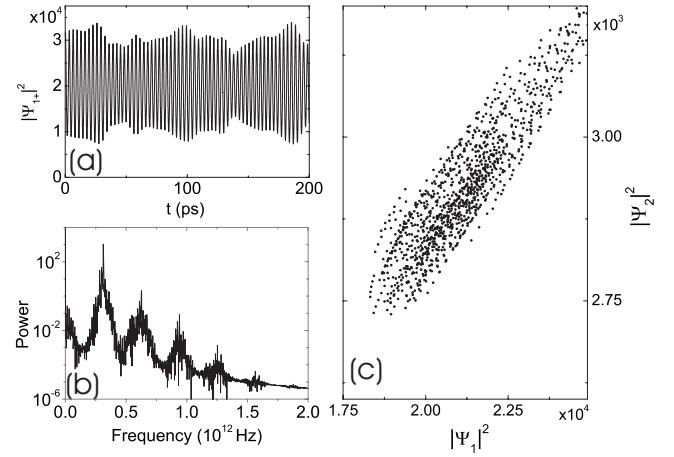 x10⁴
3
2
1
0
|Ψ₁₊|²
(a)
0 100 200
t (ps)
10²
10⁻²
10⁻⁶
Power
(b)
0.0 0.5 1.0 1.5 2.0
Frequency (10¹² Hz)
x10³
3.00
2.75
|Ψ₂|²
(c)
1.75 2.00 2.25 x10⁴
|Ψ₁|²